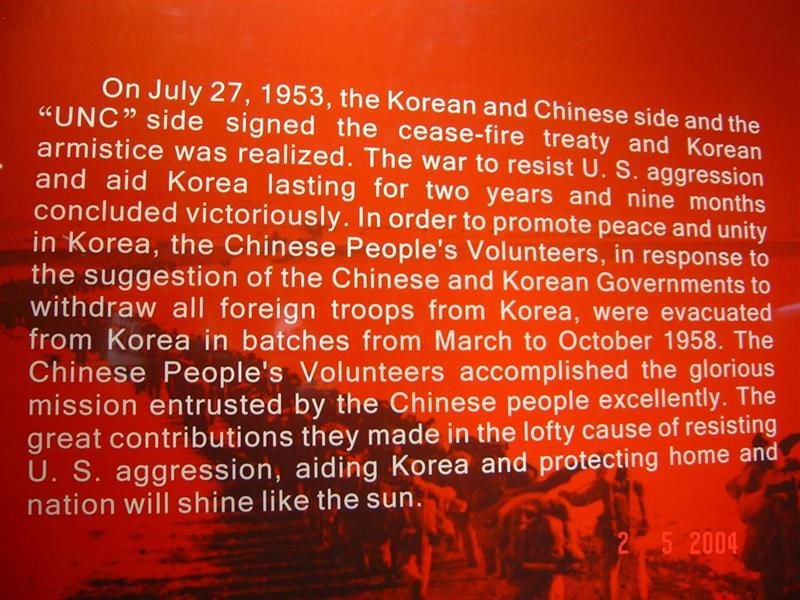 On July 27, 1953, the Korean and Chinese side and the
“UNC” side signed the cease-fire treaty and Korean
armistice was realized. The war to resist U. S. aggression
and aid Korea lasting for two years and nine months
concluded victoriously. In order to promote peace and unity
in Korea, the Chinese People's Volunteers, in response to
the suggestion of the Chinese and Korean Governments to
withdraw all foreign troops from Korea, were evacuated
from Korea in batches from March to October 1958. The
Chinese People's Volunteers accomplished the glorious
mission entrusted by the Chinese people excellently. The
great contributions they made in the lofty cause of resisting
U. S. aggression, aiding Korea and protecting home and
nation will shine like the sun.
2 5 2004